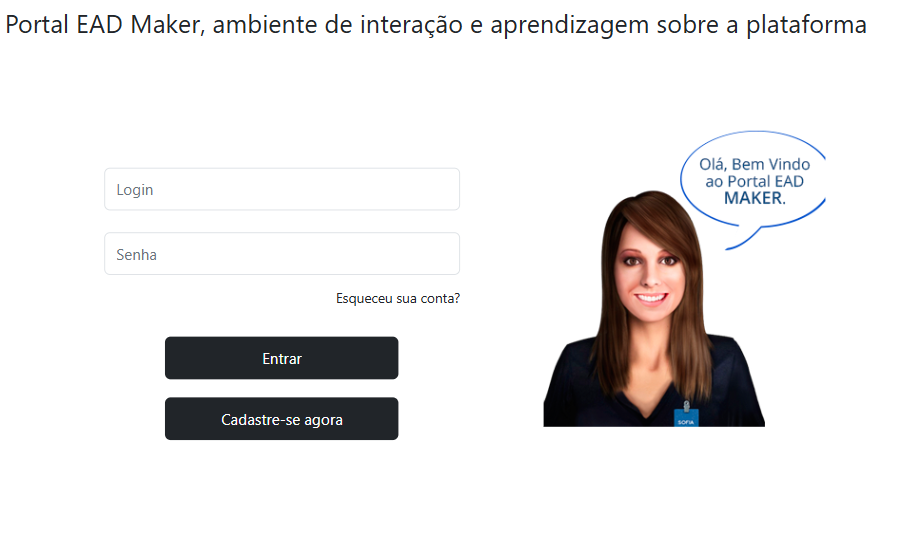 Portal EAD Maker, ambiente de interação e aprendizagem sobre a plataforma
Olá, Bem Vindo
ao Portal EAD
MAKER.
Login
Senha
Esqueceu sua conta?
Entrar
Cadastre-se agora
SOFIA